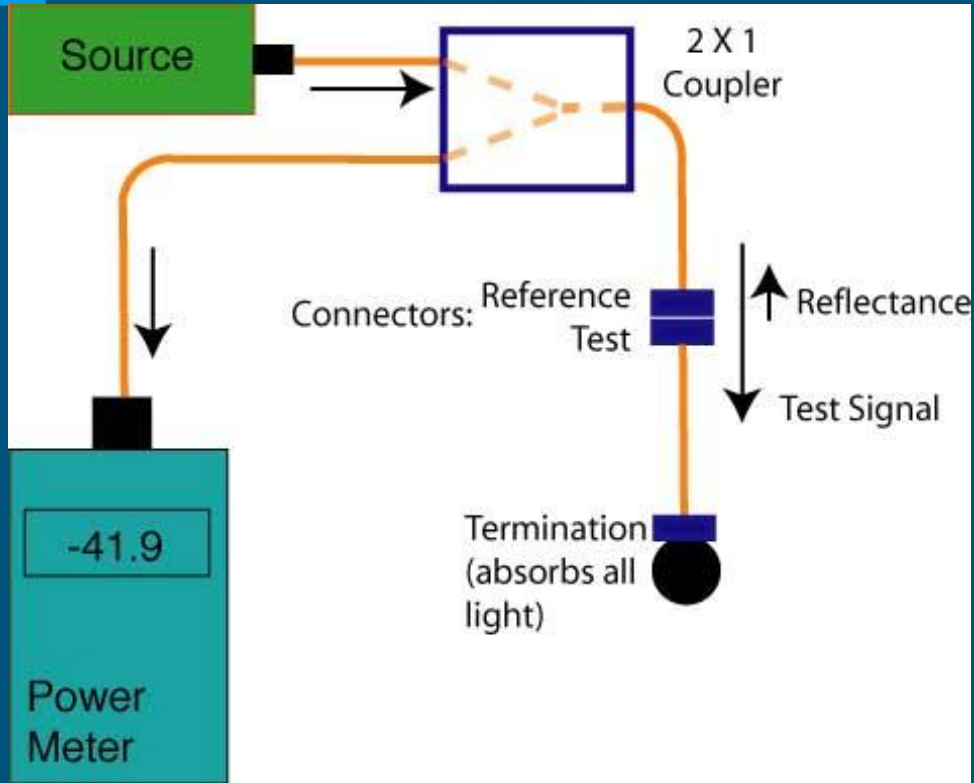 Source
2 X 1
Coupler
Connectors:
Reference
Test
Reflectance
Test Signal
Termination
(absorbs all
light)
-41.9
Power
Meter